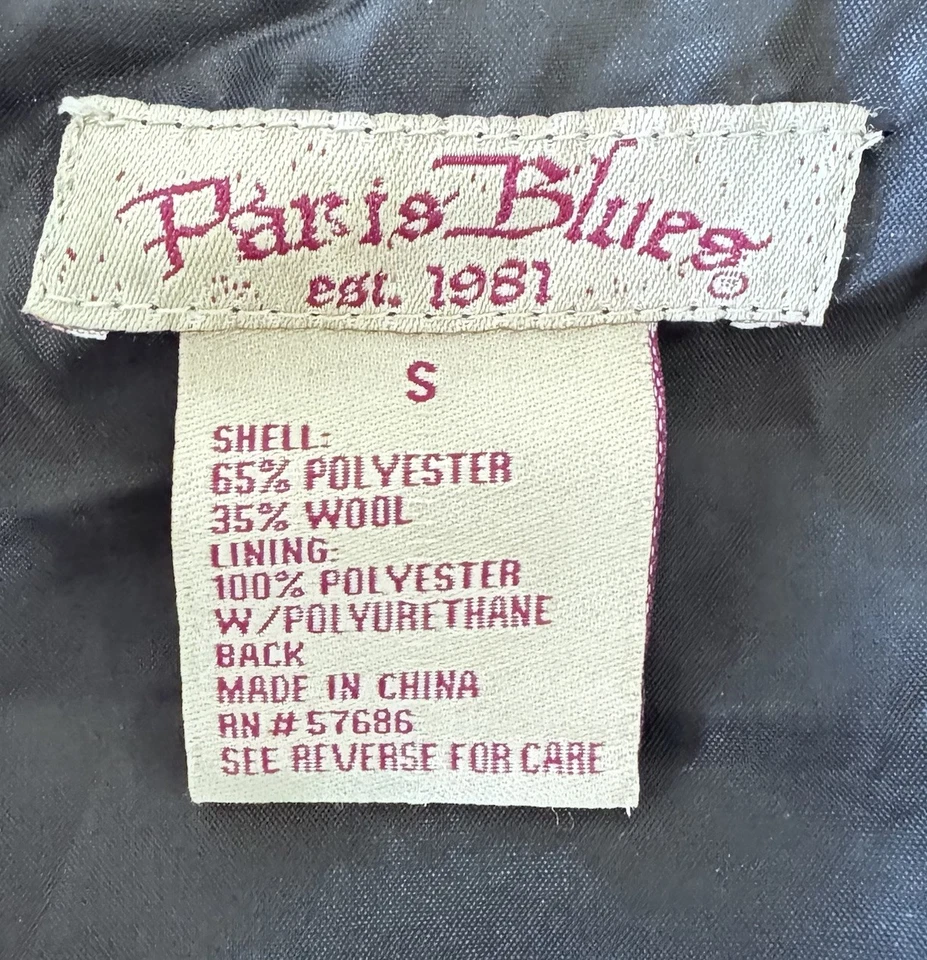 Paris Blues®
est. 1981
S
SHELL:
65% POLYESTER
35% WOOL
LINING:
100% POLYESTER
W/POLYURETHANE
BACK
MADE IN CHINA
RN # 57686
SEE REVERSE FOR CARE